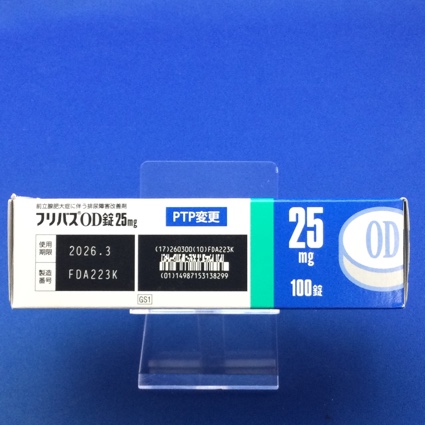 前立腺肥大症に伴う排尿障害改善剤
フリバス®OD錠25mg
PTP変更
使用
期限
2026.3
製造
番号
FDA223K
(17)260300(10)FDA223K
(01)14987153138299
GS1
25
mg
100錠
OD